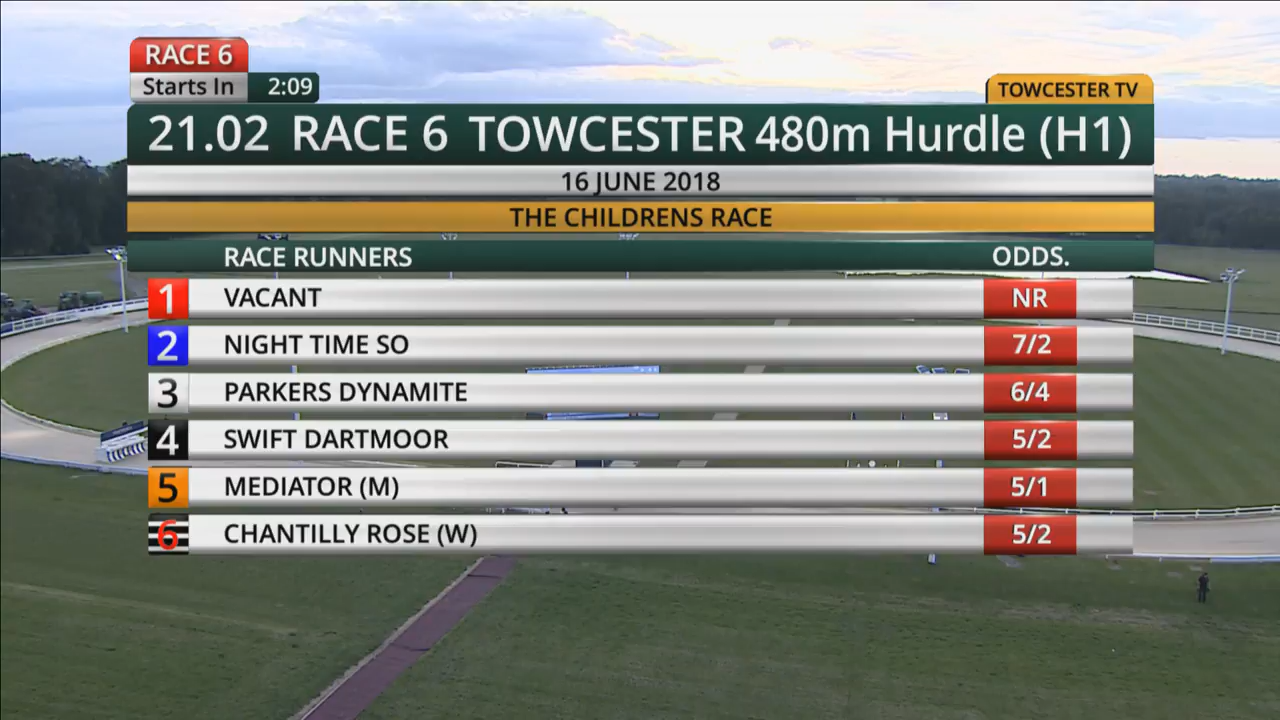 RACE 6
Starts In 2:09
TOWCESTER TV
21.02 RACE 6 TOWCESTER 480m Hurdle (H1)
16 JUNE 2018
THE CHILDRENS RACE
RACE RUNNERS ODDS.
1 VACANT NR
2 NIGHT TIME SO 7/2
3 PARKERS DYNAMITE 6/4
4 SWIFT DARTMOOR 5/2
5 MEDIATOR (M) 5/1
6 CHANTILLY ROSE (W) 5/2